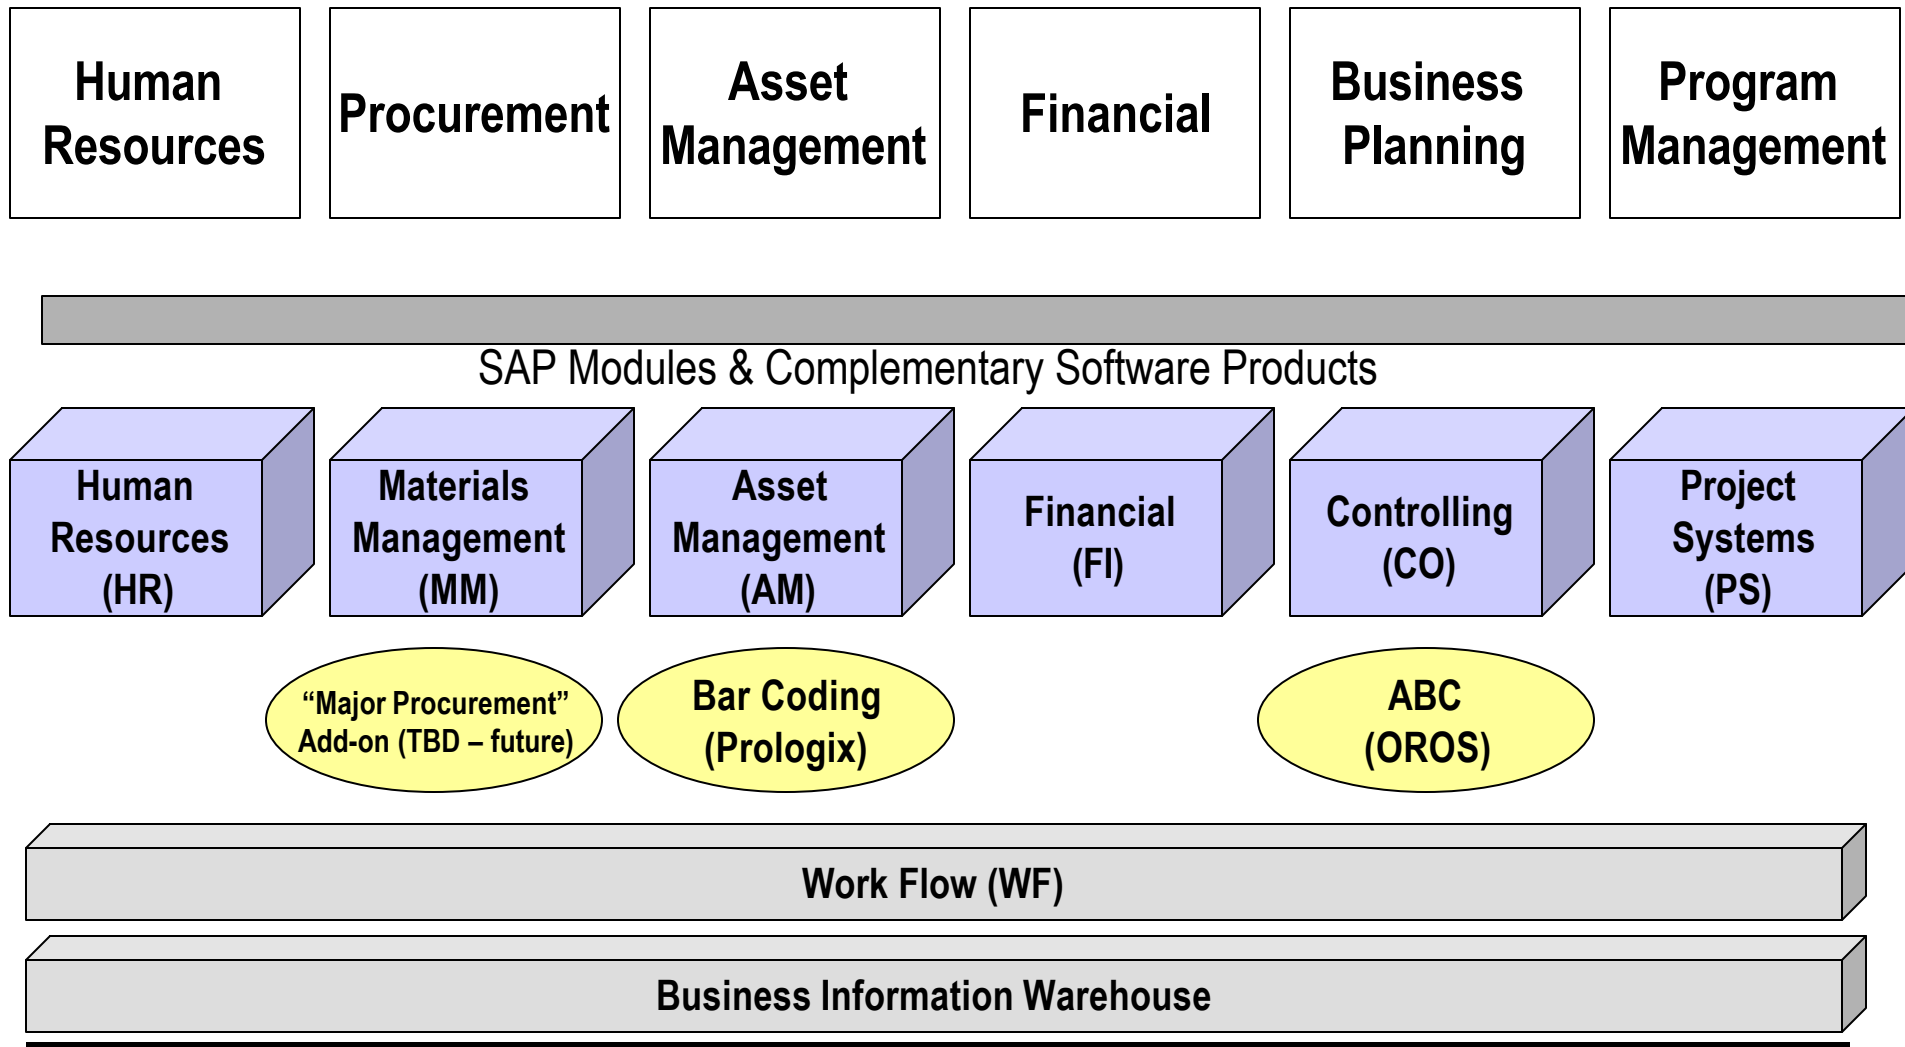 Human
Resources
Procurement
Asset
Management
Financial
Business
Planning
Program
Management
SAP Modules & Complementary Software Products
Human
Resources
(HR)
Materials
Management
(MM)
Asset
Management
(AM)
Financial
(FI)
Controlling
(CO)
Project
Systems
(PS)
“Major Procurement”
Add-on (TBD – future)
Bar Coding
(Prologix)
ABC
(OROS)
Work Flow (WF)
Business Information Warehouse